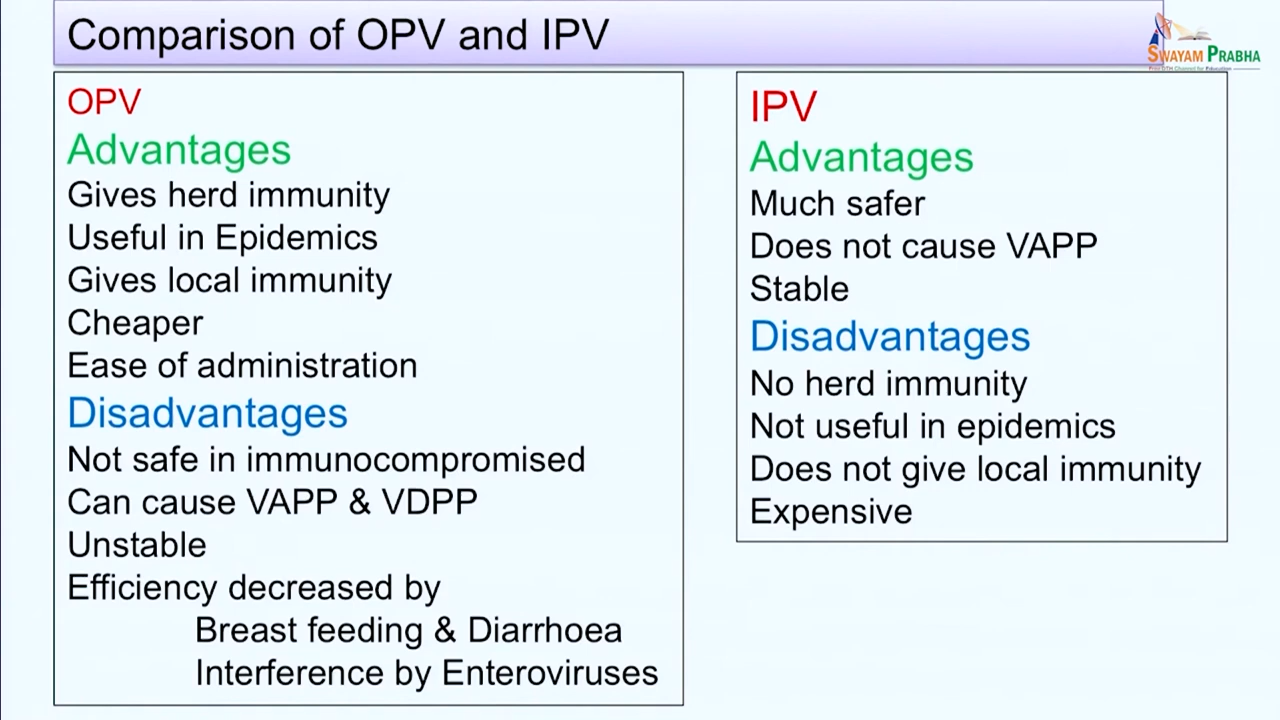 Comparison of OPV and IPV
SWAYAM PRABHA
OPV
Advantages
Gives herd immunity
Useful in Epidemics
Gives local immunity
Cheaper
Ease of administration
Disadvantages
Not safe in immunocompromised
Can cause VAPP & VDPP
Unstable
Efficiency decreased by
Breast feeding & Diarrhoea
Interference by Enteroviruses
IPV
Advantages
Much safer
Does not cause VAPP
Stable
Disadvantages
No herd immunity
Not useful in epidemics
Does not give local immunity
Expensive